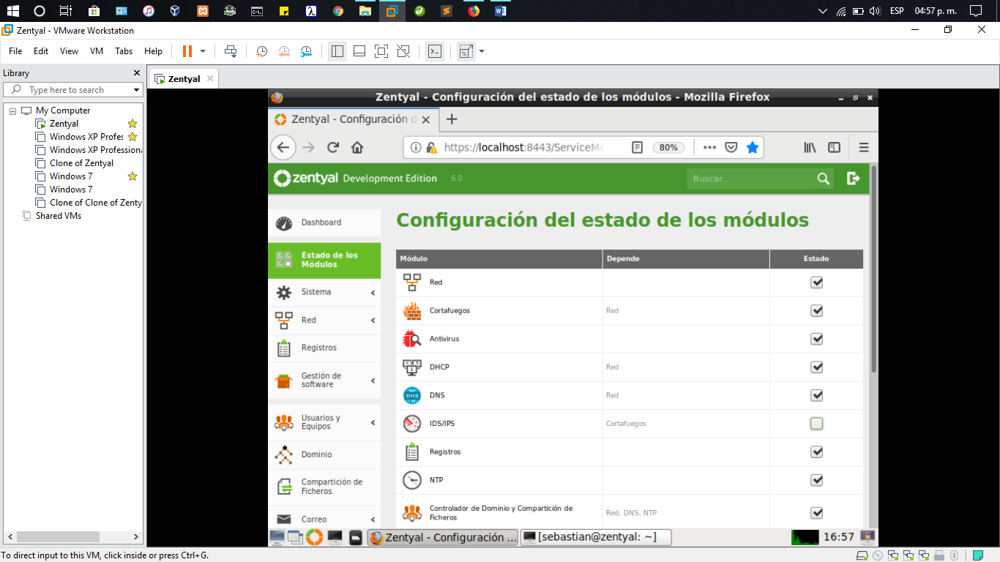 ESP
04:57 p. m.
Zentyal - VMware Workstation
File Edit View VM Tabs Help
Library
Type here to search
My Computer
Zentyal
Windows XP Profes
Windows XP Professiona
Clone of Zentyal
Windows 7
Windows 7
Clone of Clone of Zenty
Shared VMs
Zentyal
Zentyal - Configuración del estado de los módulos - Mozilla Firefox
Zentyal - Configuración d
https://localhost:8443/ServiceMo
80%
zentyal Development Edition 6.0
Buscar...
Dashboard
Estado de los
Módulos
Sistema
Red
Registros
Gestión de
software
Usuarios y
Equipos
Dominio
Compartición de
Ficheros
Correo
Configuración del estado de los módulos
Módulo Depende Estado
Red
Cortafuegos Red
Antivirus
DHCP Red
DNS Red
IDS/IPS Cortafuegos
Registros
NTP
Controlador de Dominio y Compartición de
Ficheros
Red, DNS, NTP
Zentyal - Configuración ...
[sebastian@zentyal: ~]
16:57
To direct input to this VM, click inside or press Ctrl+G.